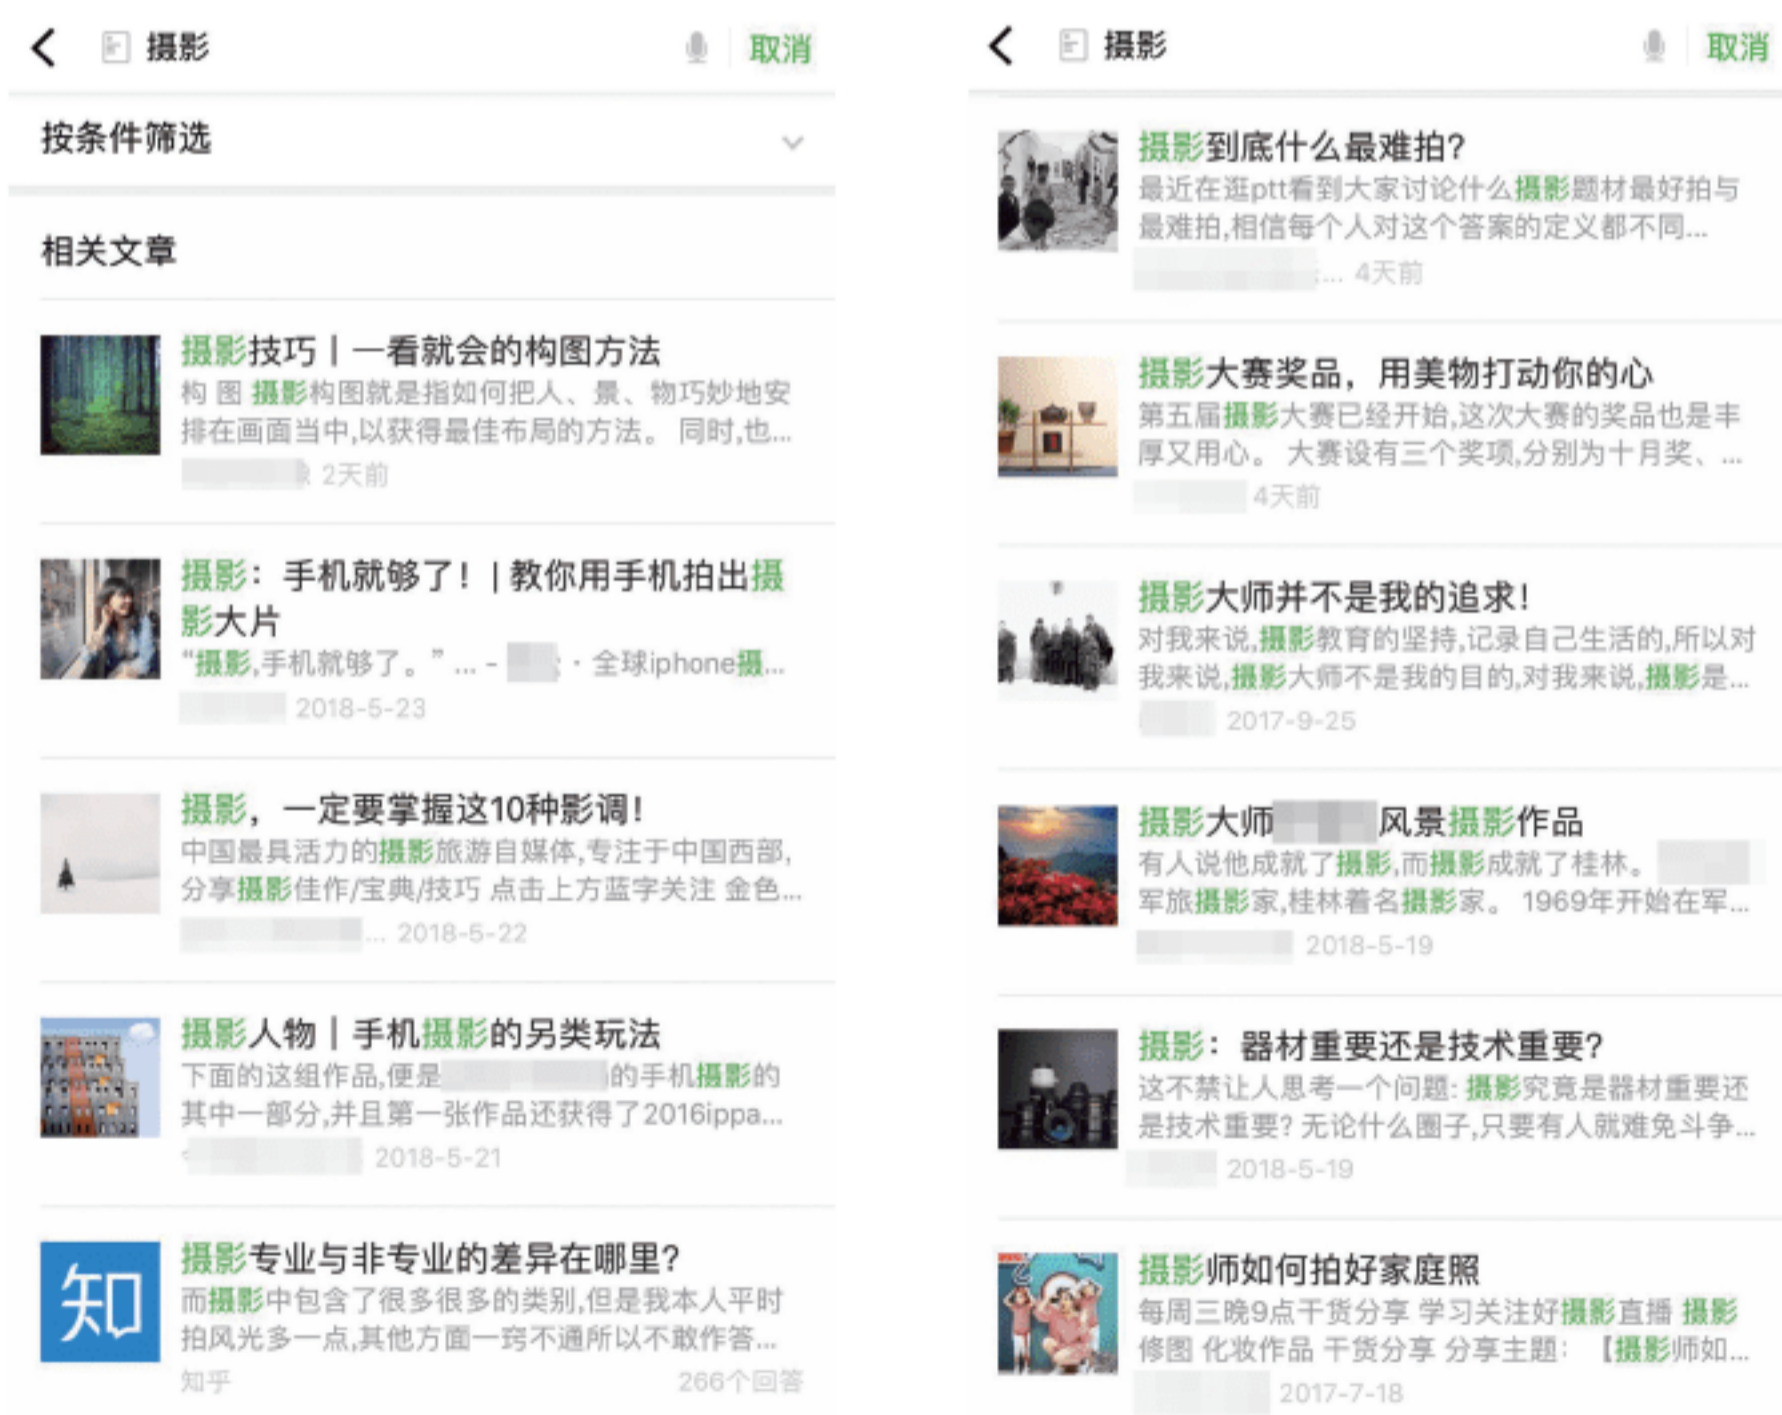 摄影
取消
按条件筛选
相关文章
摄影技巧｜一看就会的构图方法
构 图 摄影构图就是指如何把人、景、物巧妙地安
排在画面当中,以获得最佳布局的方法。 同时,也...
2天前
摄影：手机就够了！| 教你用手机拍出摄
影大片
“摄影,手机就够了。” ... - · 全球iphone摄...
2018-5-23
摄影，一定要掌握这10种影调！
中国最具活力的摄影旅游自媒体,专注于中国西部,
分享摄影佳作/宝典/技巧 点击上方蓝字关注 金色...
... 2018-5-22
摄影人物｜手机摄影的另类玩法
下面的这组作品,便是的手机摄影的
其中一部分,并且第一张作品还获得了2016ippa...
2018-5-21
知
摄影专业与非专业的差异在哪里?
而摄影中包含了很多很多的类别,但是我本人平时
拍风光多一点,其他方面一窍不通所以不敢作答...
知乎 266个回答
摄影
取消
摄影到底什么最难拍?
最近在逛ptt看到大家讨论什么摄影题材最好拍与
最难拍,相信每个人对这个答案的定义都不同...
... 4天前
摄影大赛奖品，用美物打动你的心
第五届摄影大赛已经开始,这次大赛的奖品也是丰
厚又用心。 大赛设有三个奖项,分别为十月奖、...
4天前
摄影大师并不是我的追求！
对我来说,摄影教育的坚持,记录自己生活的,所以对
我来说,摄影大师不是我的目的,对我来说,摄影是...
2017-9-25
摄影大师风景摄影作品
有人说他成就了摄影,而摄影成就了桂林。
军旅摄影家,桂林着名摄影家。 1969年开始在军...
2018-5-19
摄影：器材重要还是技术重要?
这不禁让人思考一个问题: 摄影究竟是器材重要还
是技术重要? 无论什么圈子,只要有人就难免斗争...
2018-5-19
摄影师如何拍好家庭照
每周三晚9点干货分享 学习关注好摄影直播 摄影
修图 化妆作品 干货分享 分享主题： 【摄影师如...
2017-7-18